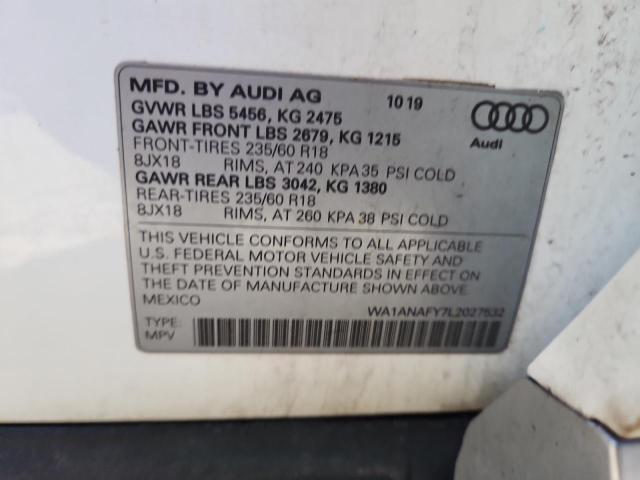 MFD. BY AUDI AG 10 19
GVWR LBS 5456, KG 2475
GAWR FRONT LBS 2679, KG 1215
FRONT-TIRES 235/60 R18
8JX18 RIMS, AT 240 KPA 35 PSI COLD
GAWR REAR LBS 3042, KG 1380
REAR-TIRES 235/60 R18
8JX18 RIMS, AT 260 KPA 38 PSI COLD
Audi
THIS VEHICLE CONFORMS TO ALL APPLICABLE
U.S. FEDERAL MOTOR VEHICLE SAFETY AND
THEFT PREVENTION STANDARDS IN EFFECT ON
THE DATE OF MANUFACTURE SHOWN ABOVE.
MEXICO
WA1ANAFY7L2027532
TYPE:
MPV